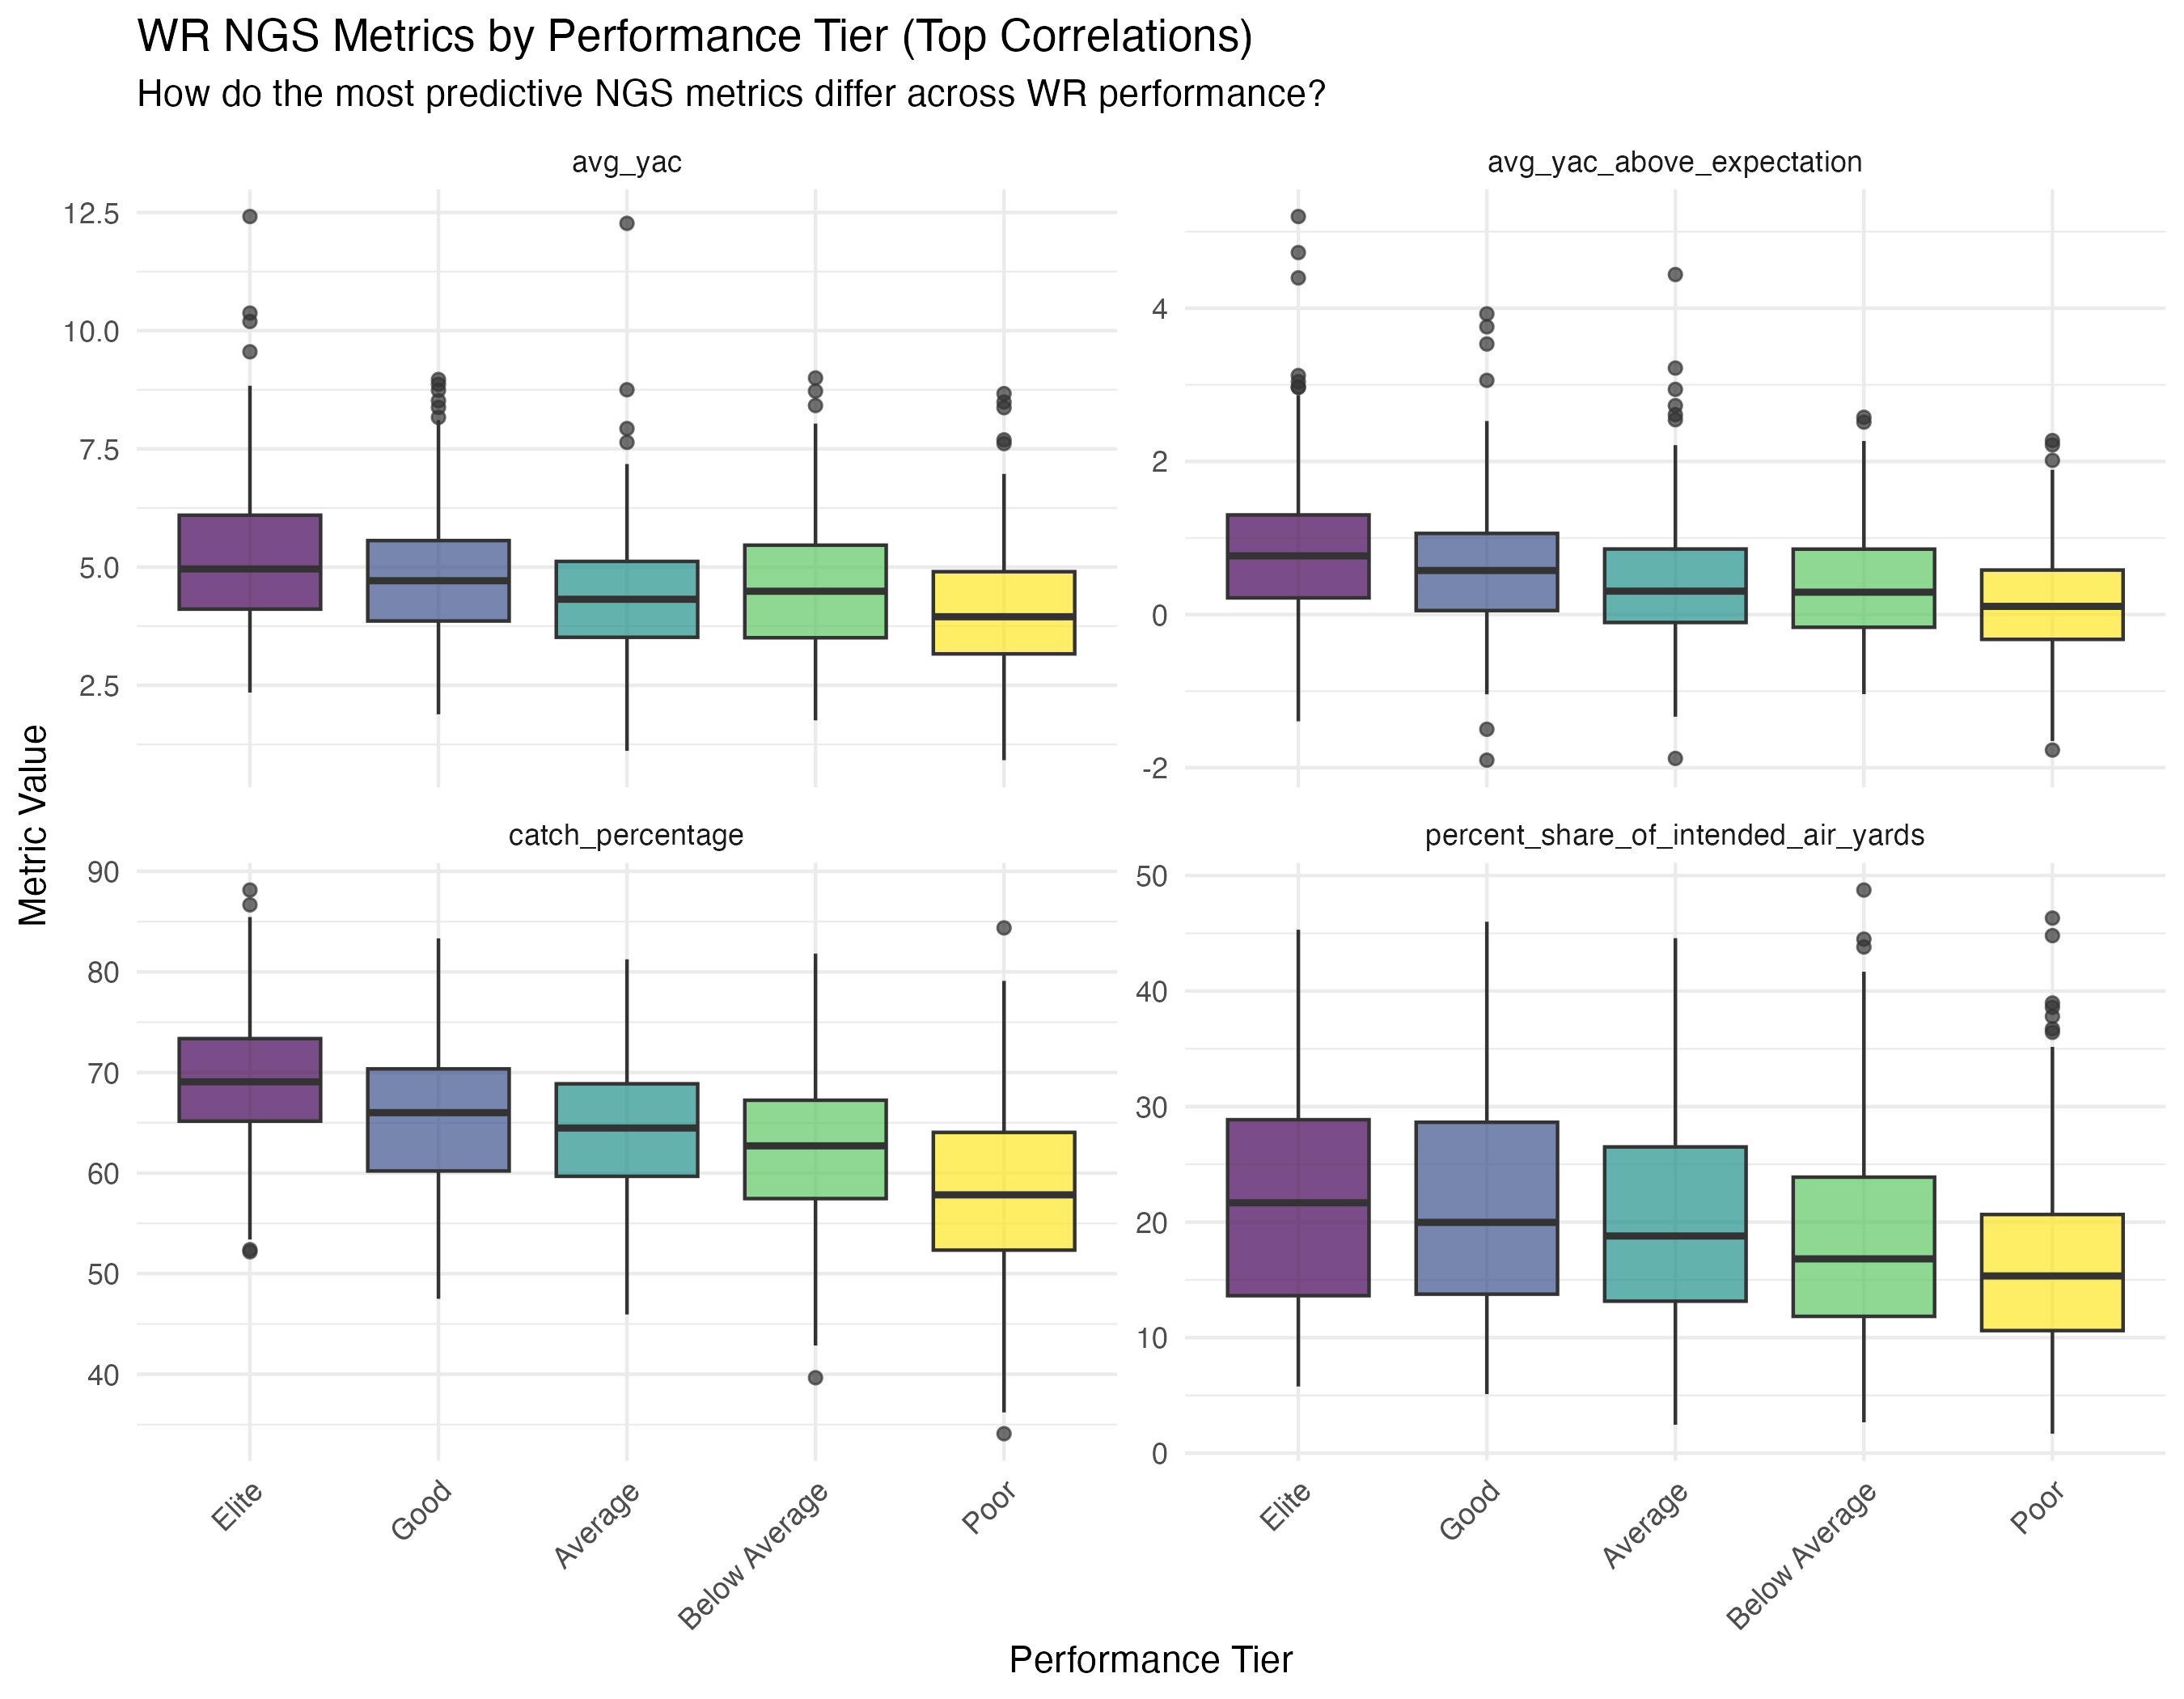 WR NGS Metrics by Performance Tier (Top Correlations)
How do the most predictive NGS metrics differ across WR performance?
avg_yac
avg_yac_above_expectation
12.5
10.0
7.5
5.0
2.5
4
2
0
-2
Metric Value
catch_percentage
percent_share_of_intended_air_yards
90
80
70
60
50
40
50
40
30
20
10
0
Elite
Good
Average
Below Average
Poor
Elite
Good
Average
Below Average
Poor
Performance Tier